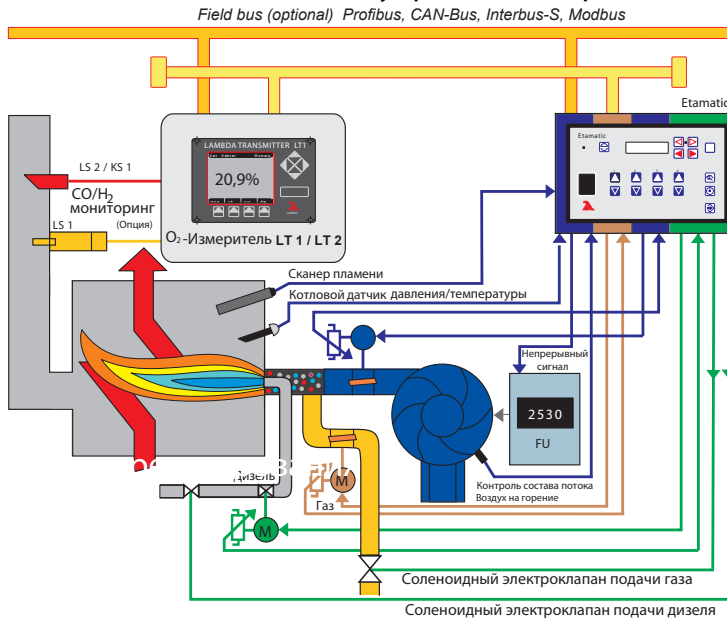 Field bus (optional) Profibus, CAN-Bus, Interbus-S, Modbus
Etamatic
Etamatic
LAMBDA TRANSMITTER LT1
20,9%
LS 2 / KS 1
CO/H2
мониторинг
(Опция)
LS 1
O2-Измеритель LT 1 / LT 2
Сканер пламени
Котловой датчик давления/температуры
Непрерывный
сигнал
2530
FU
Контроль состава потока
Воздух на горение
дизель
Газ
M
M
Соленоидный электроклапан подачи газа
Соленоидный электроклапан подачи дизеля